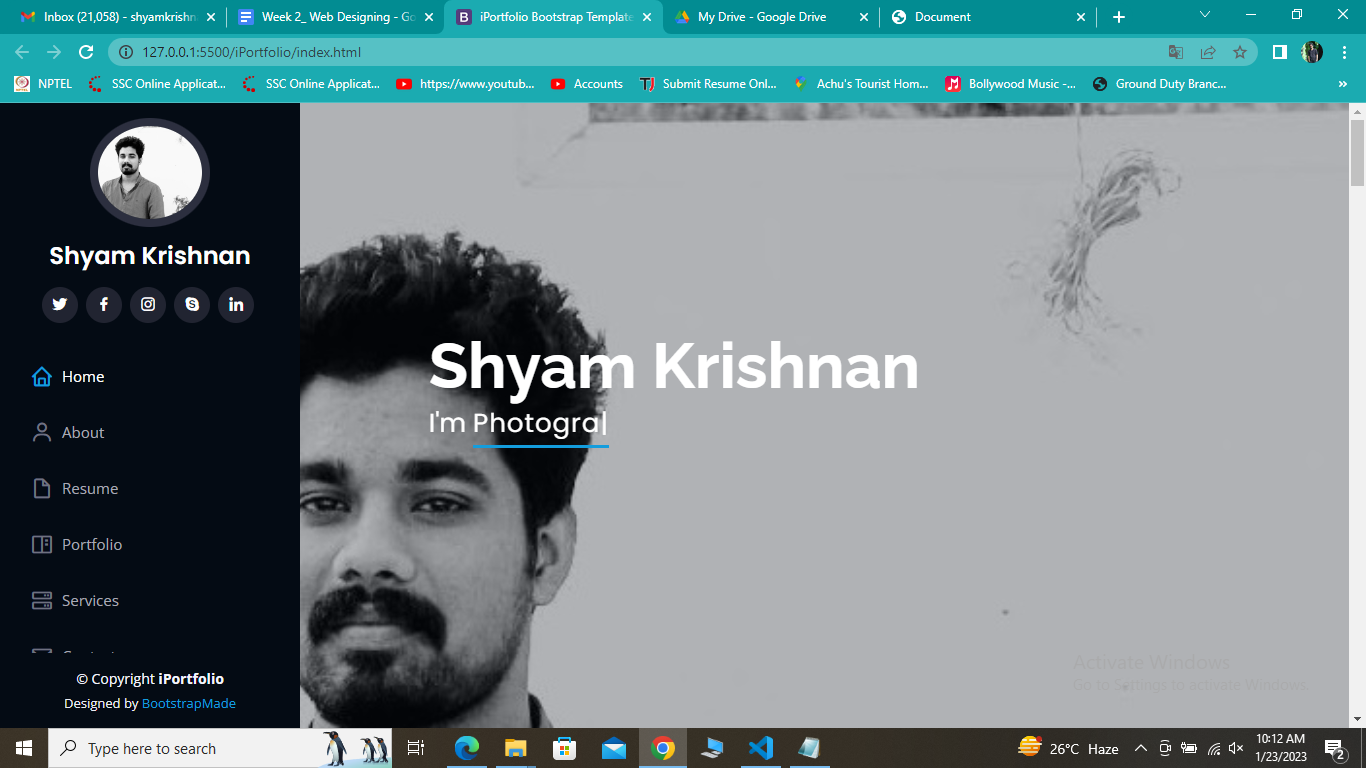 Inbox (21,058) - shyamkrishn
Week 2_ Web Designing - Go
iPortfolio Bootstrap Template
My Drive - Google Drive
Document
127.0.0.1:5500/iPortfolio/index.html
NPTEL
SSC Online Applicat...
SSC Online Applicat...
https://www.youtub...
Accounts
Submit Resume Onl...
Achu's Tourist Hom...
Bollywood Music -...
Ground Duty Branc...
»
Shyam Krishnan
Home
About
Resume
Portfolio
Services
© Copyright iPortfolio
Designed by BootstrapMade
Shyam Krishnan
I'm Photogra|
Activate Windows
Go to Settings to activate Windows.
Type here to search
26°C Haze
10:12 AM
1/23/2023
2